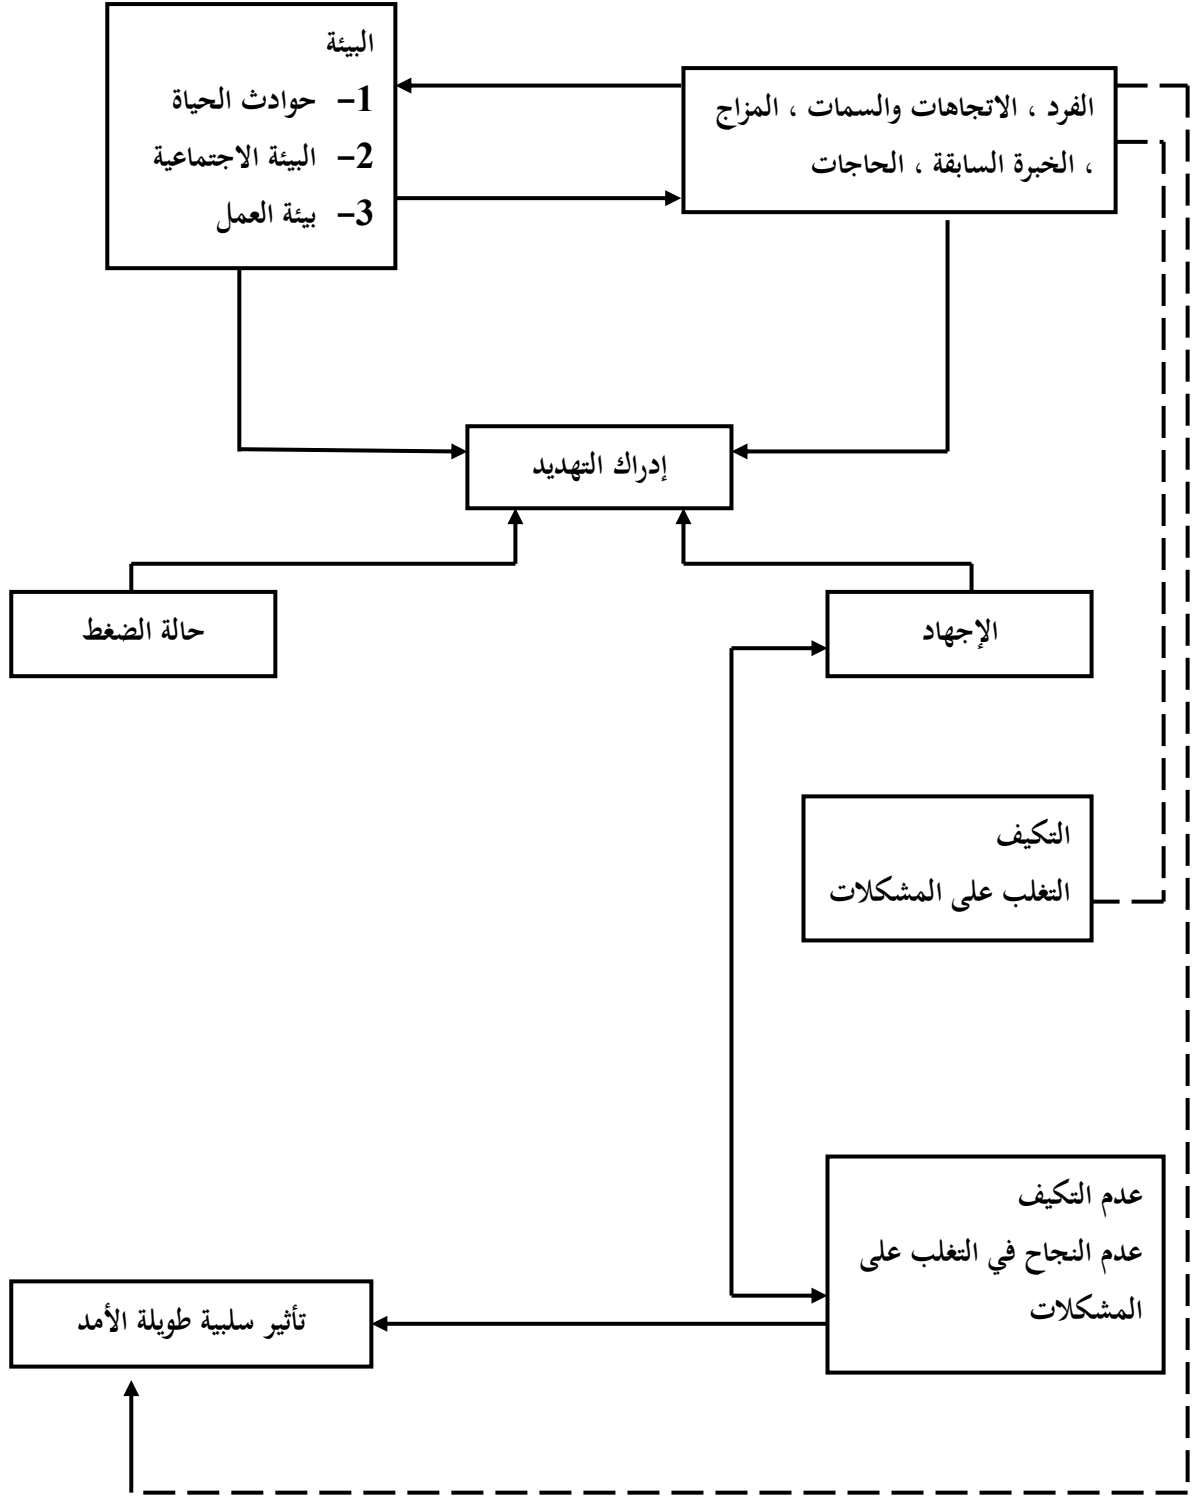 البيئة
1- حوادث الحياة
2- البيئة الاجتماعية
3- بيئة العمل
الفرد ، الاتجاهات والسمات ، المزاج
، الخبرة السابقة ، الحاجات
إدراك التهديد
الإجهاد
حالة الضغط
التكيف
التغلب على المشكلات
عدم التكيف
عدم النجاح في التغلب على
المشكلات
تأثير سلبية طويلة الأمد